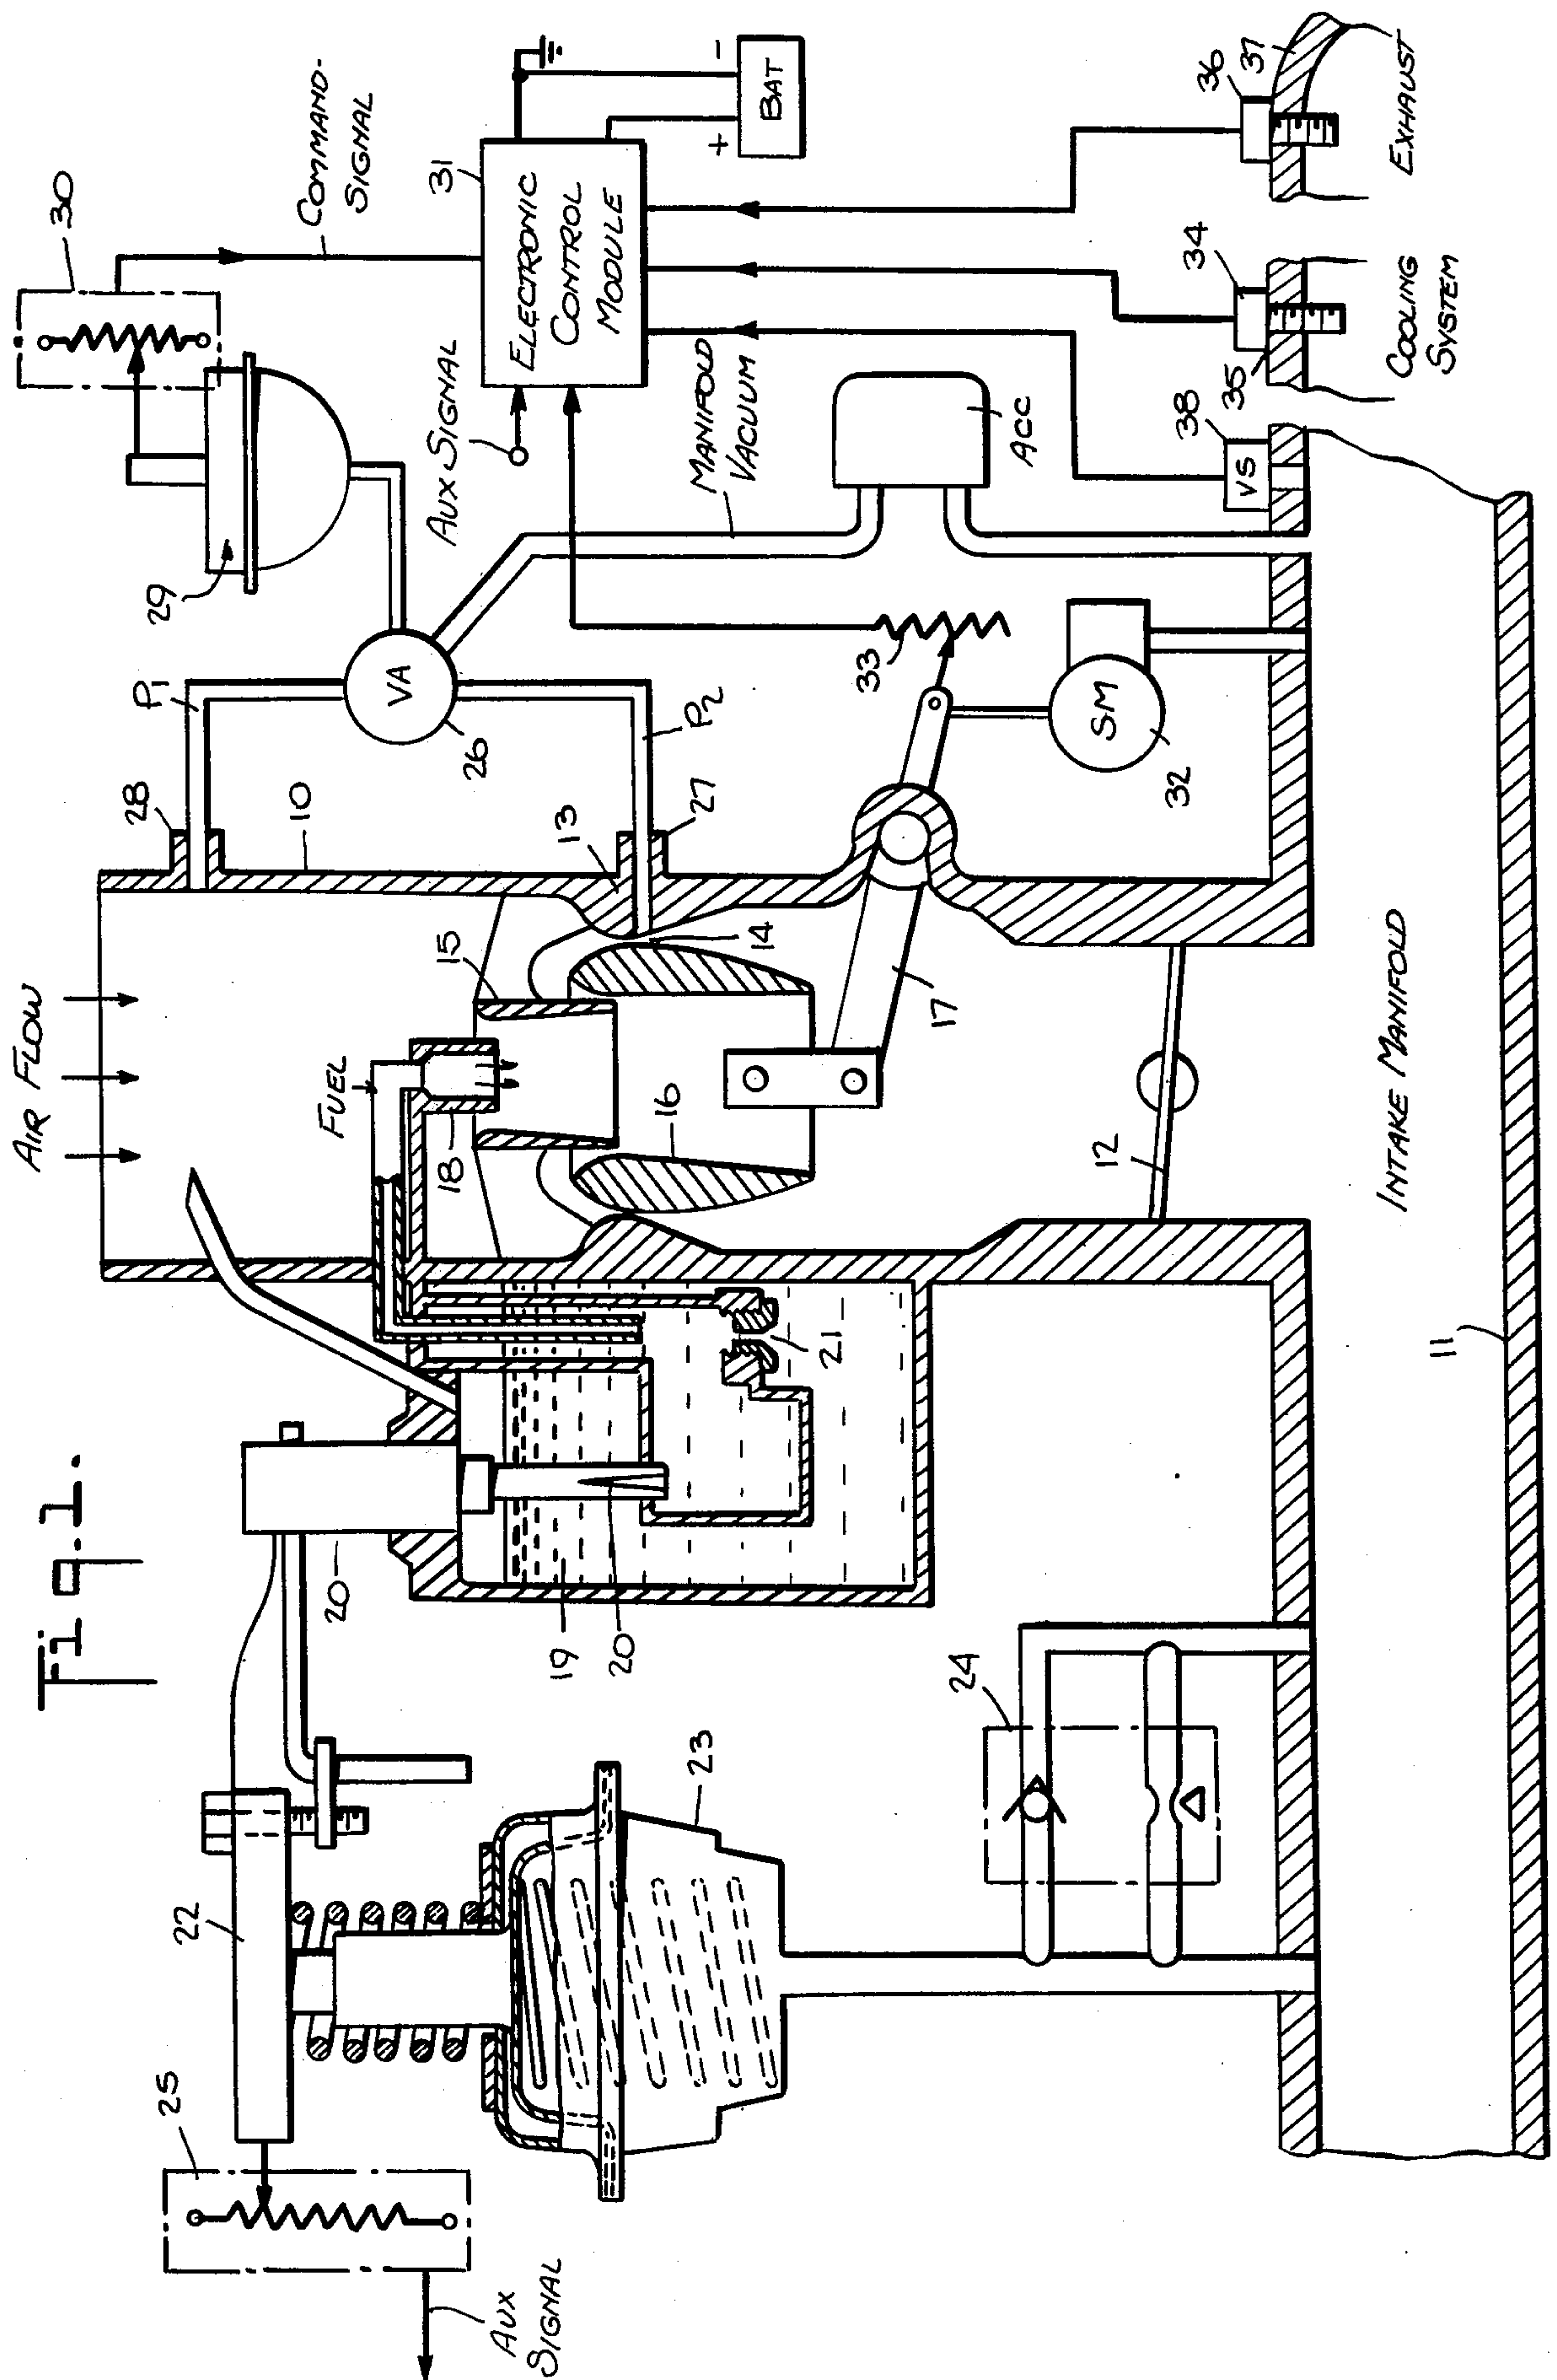 Fig. 1.
AIR FLOW
FUEL
28
10
P1
VA
26
P2
27
13
14
15
16
17
18
12
29
30
COMMAND-
SIGNAL
AUX SIGNAL
31
ELECTRONIC
CONTROL
MODULE
+
-
BAT
MANIFOLD
VACUUM
ACC
33
SM
32
38
VS
35
34
36
37
COOLING
SYSTEM
EXHAUST
INTAKE MANIFOLD
11
20
19
20
21
22
23
24
25
AUX
SIGNAL